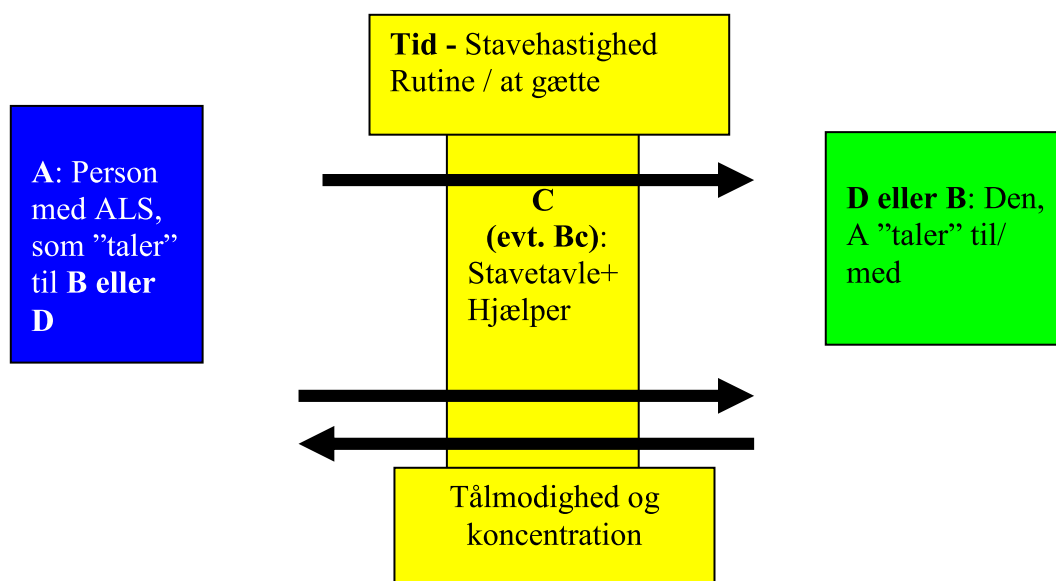 Tid - Stavehastighed
Rutine / at gætte
A: Person
med ALS,
som ”taler”
til B eller
D
C
(evt. Bc):
Stavetavle+
Hjælper
D eller B: Den,
A ”taler” til/
med
Tålmodighed og
koncentration